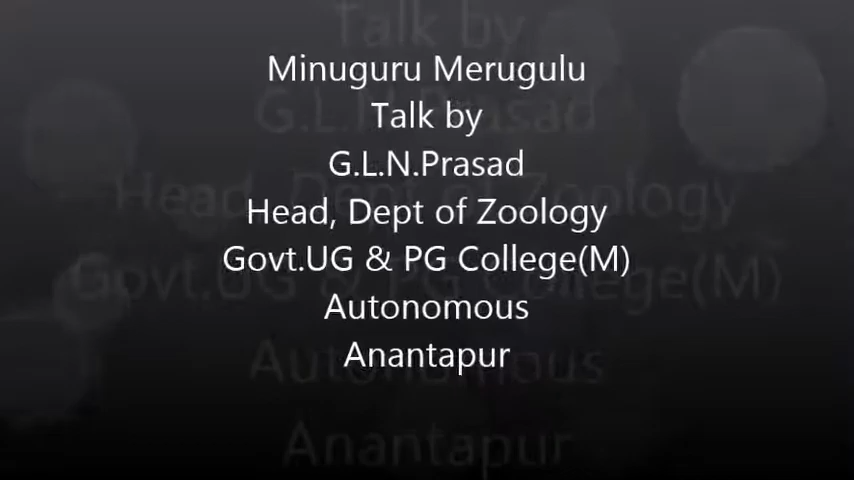 Minuguru Merugulu
Talk by
G.L.N.Prasad
Head, Dept of Zoology
Govt.UG & PG College(M)
Autonomous
Anantapur